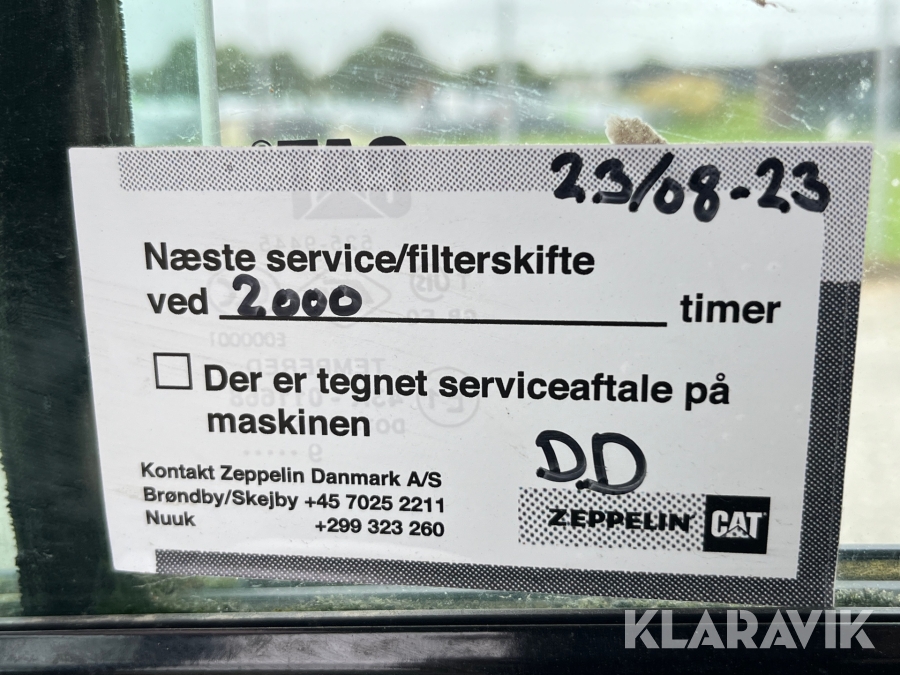 23/08-23
Næste service/filterskifte
ved 2000 timer
Der er tegnet serviceaftale på
maskinen
DD
Kontakt Zeppelin Danmark A/S
Brøndby/Skejby +45 7025 2211
Nuuk +299 323 260
ZEPPELIN CAT
KLARAVIK